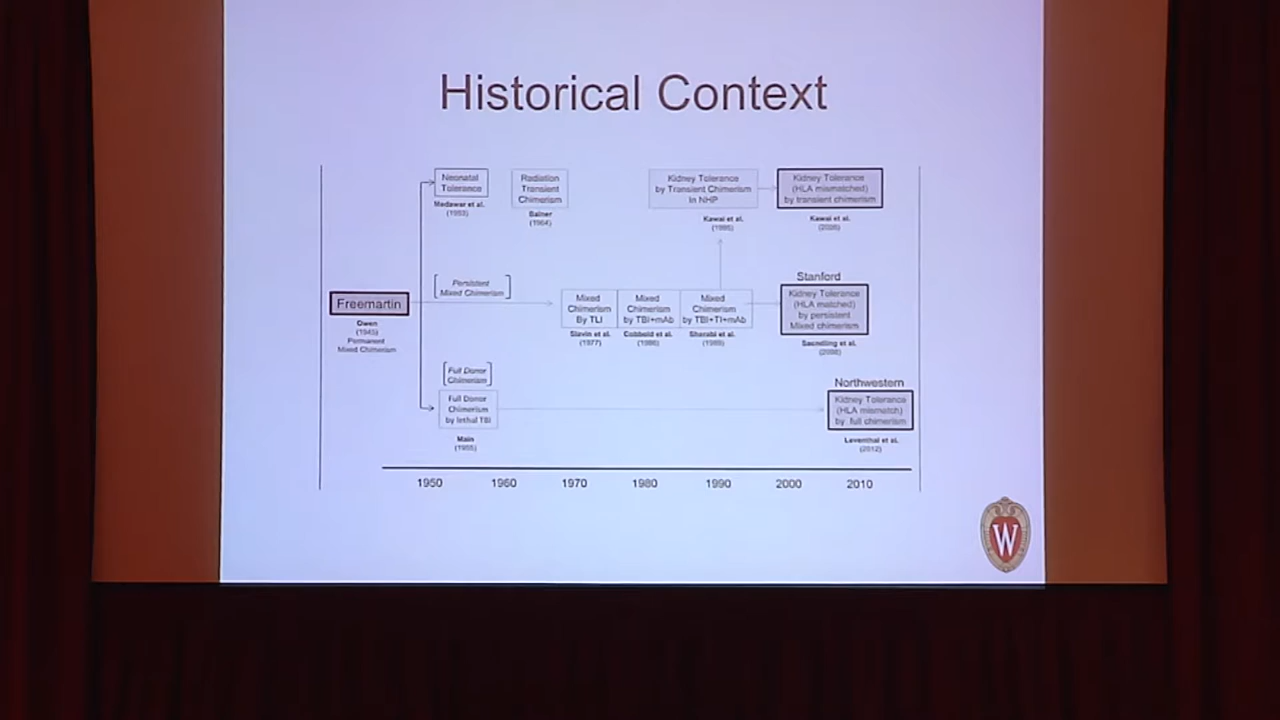 Historical Context
Neonatal
Tolerance
Medawar et al.
(1953)
Radiation
Transient
Chimerism
(1964)
Kidney Tolerance
by Transient Chimerism
In NHP
Kawai et al.
(1995)
Kidney Tolerance
(HLA mismatched)
by transient chimerism
Kawai et al.
(2008)
Freemartin
Owen
(1945)
Permanent
Mixed Chimerism
Persistent
Mixed Chimerism
Mixed
Chimerism
By TLI
Slavin et al.
(1977)
Mixed
Chimerism
by TBI+mAb
Cobbold et al.
(1986)
Mixed
Chimerism
by TBI+TI+mAb
Sharabi et al.
(1989)
Stanford
Kidney Tolerance
(HLA matched)
by persistent
Mixed chimerism
(2008)
Full Donor
Chimerism
Full Donor
Chimerism
by lethal TBI
Main
(1955)
Northwestern
Kidney Tolerance
(HLA mismatch)
by full chimerism
Leventhal et al.
(2012)
1950 1960 1970 1980 1990 2000 2010
W